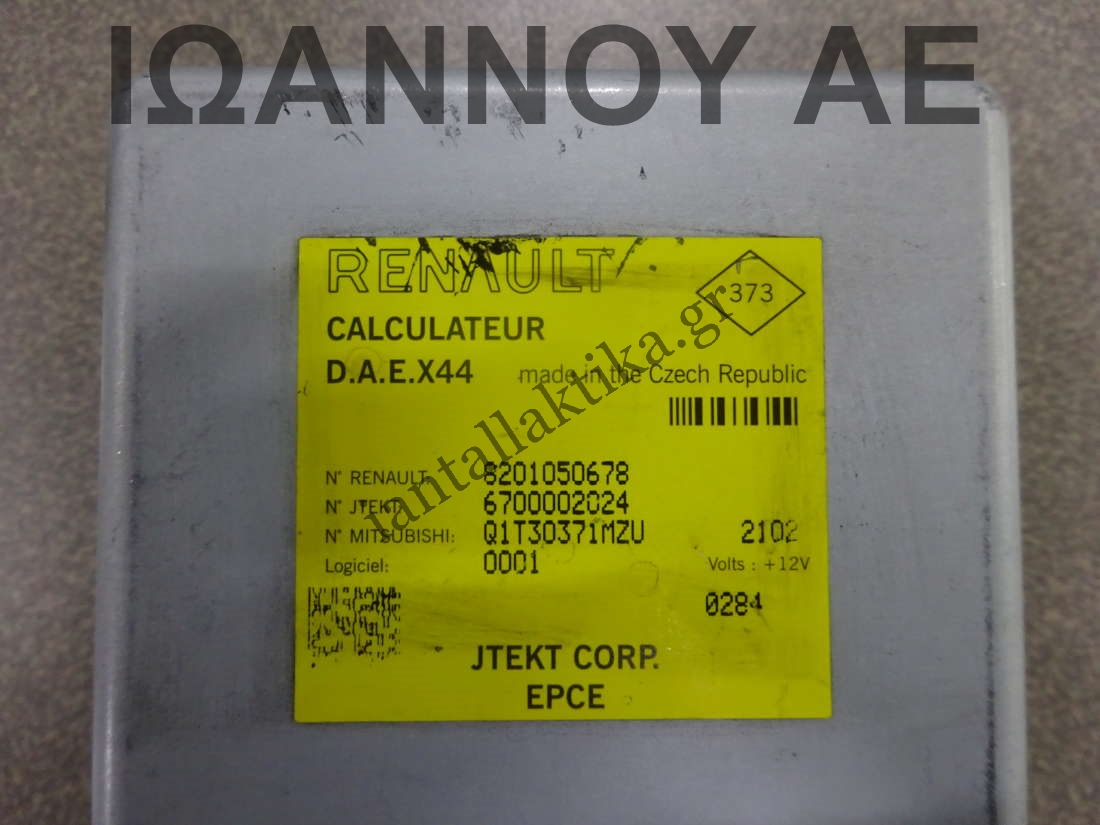 ΙΩΑΝΝΟΥ ΑΕ
RENAULT
373
CALCULATEUR
D.A.E.X44 made in the Czech Republic
N° RENAULT: 8201050678
N° JTEKT: 6700002024
N° MITSUBISHI: Q1T30371MZU 2102
Logiciel: 0001 Volts : +12V
0284
JTEKT CORP.
EPCE
iantallaktika.gr